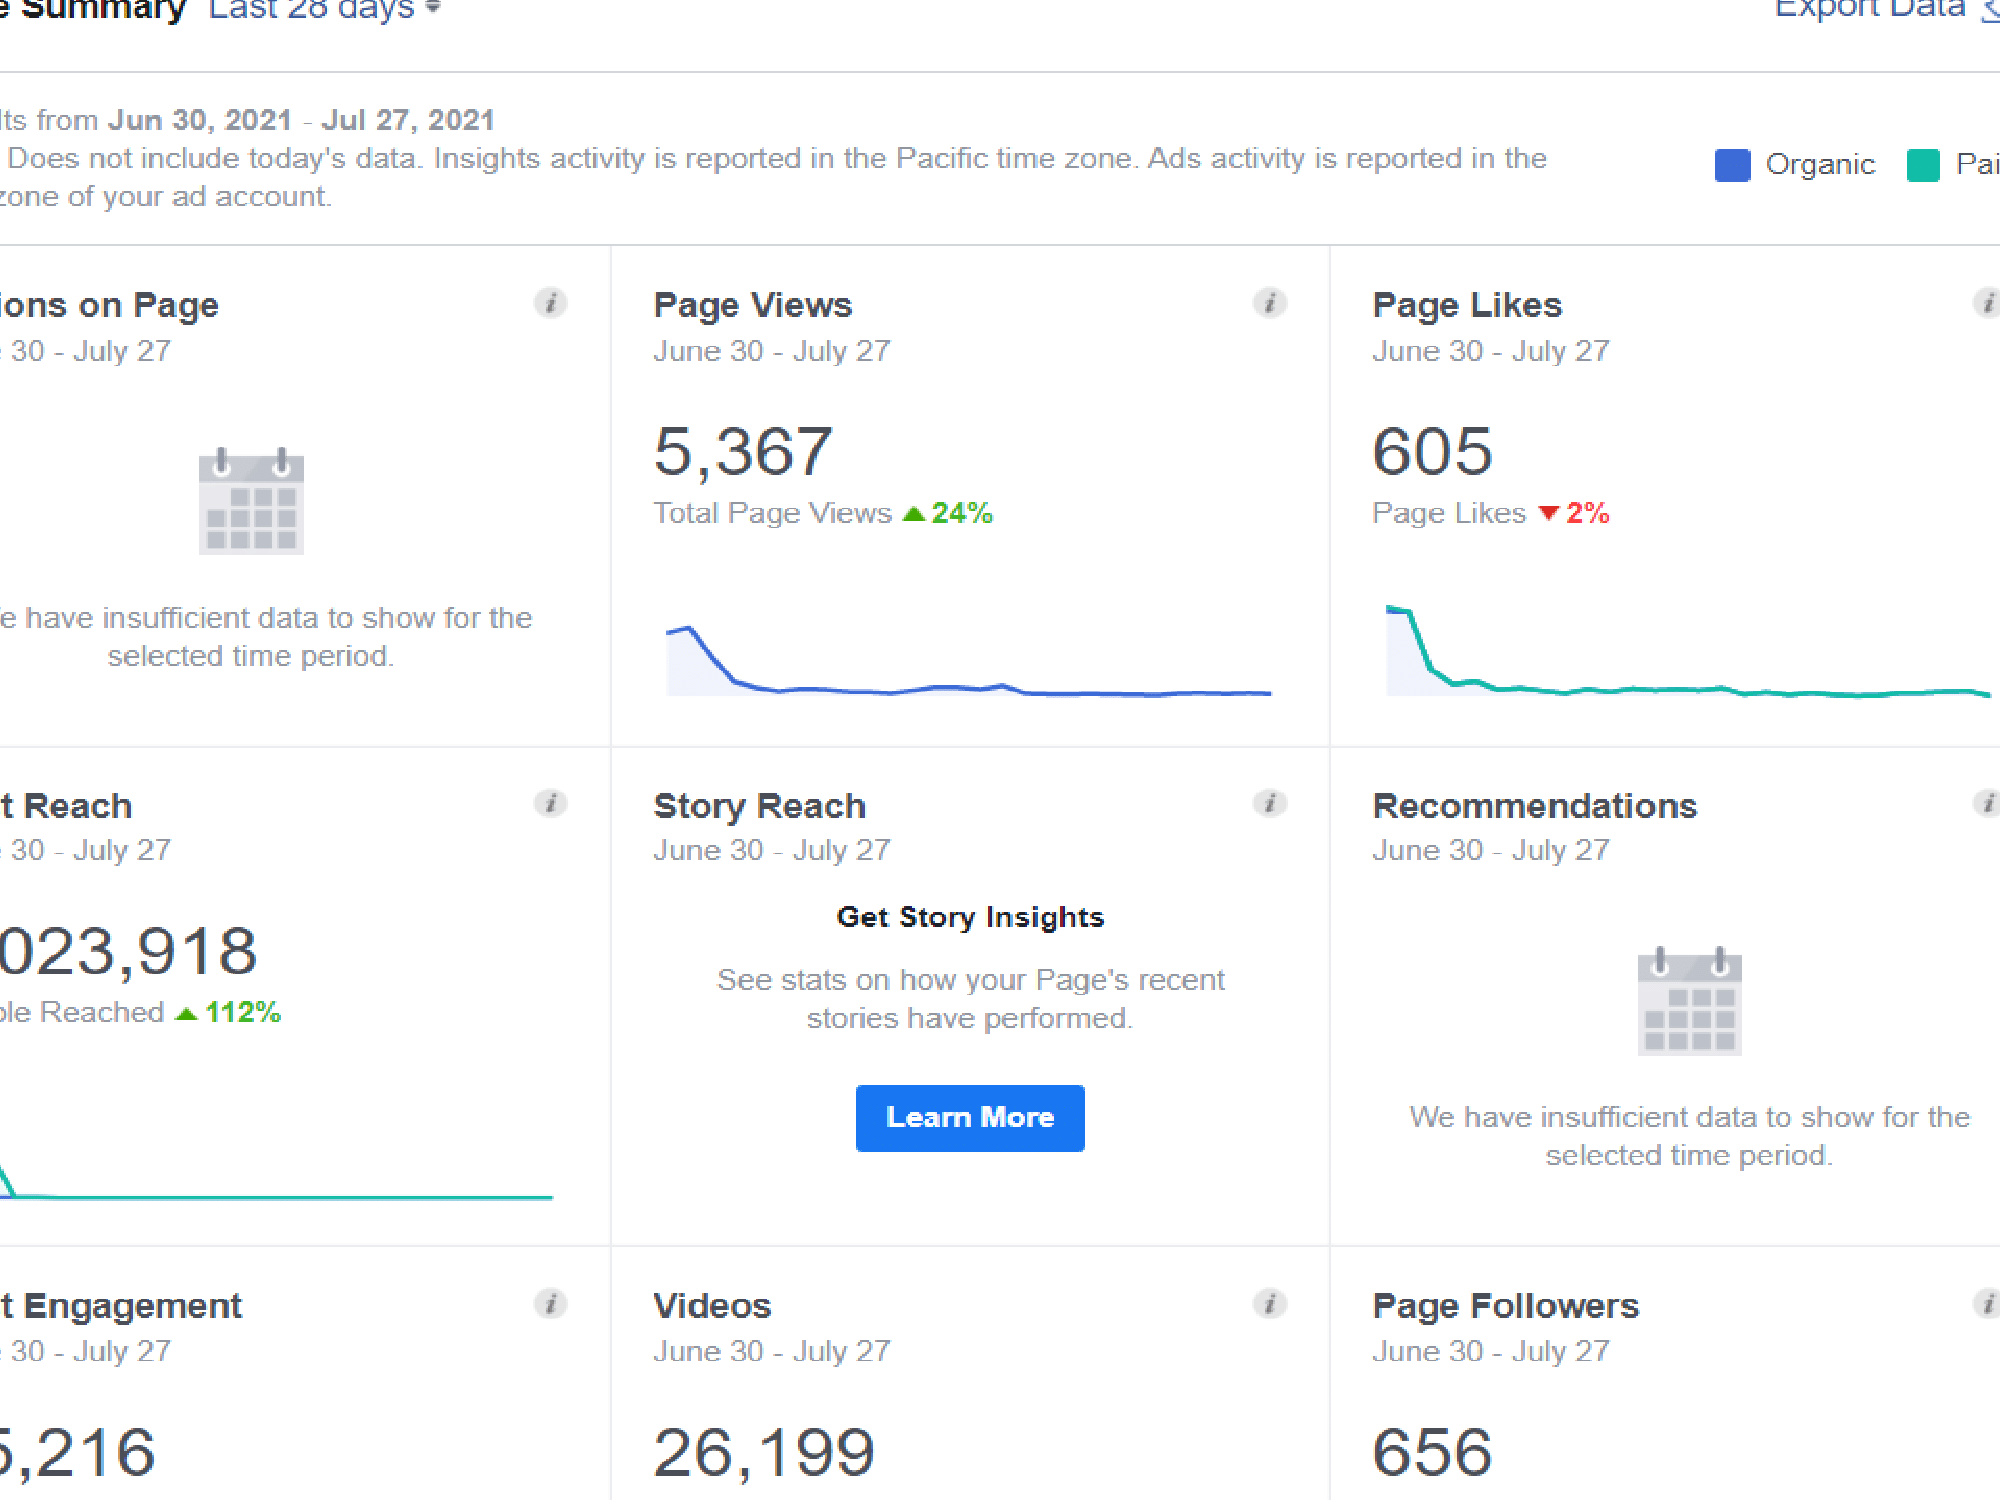 Summary Last 28 days
Export Data
lts from Jun 30, 2021 - Jul 27, 2021
Does not include today's data. Insights activity is reported in the Pacific time zone. Ads activity is reported in the
zone of your ad account.
Organic
Pai
ions on Page
30 - July 27
We have insufficient data to show for the
selected time period.
Page Views
June 30 - July 27
5,367
Total Page Views 24%
Page Likes
June 30 - July 27
605
Page Likes 2%
t Reach
30 - July 27
023,918
ple Reached 112%
Story Reach
June 30 - July 27
Get Story Insights
See stats on how your Page's recent
stories have performed.
Learn More
Recommendations
June 30 - July 27
We have insufficient data to show for the
selected time period.
t Engagement
30 - July 27
5,216
Videos
June 30 - July 27
26,199
Page Followers
June 30 - July 27
656